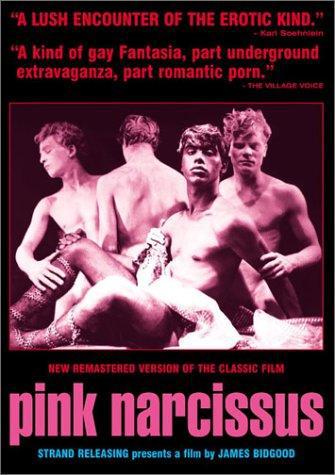 "A LUSH ENCOUNTER OF THE EROTIC KIND."
- Karl Soehnlein
"A kind of gay Fantasia, part underground
extravaganza, part romantic porn."
- THE VILLAGE VOICE
NEW REMASTERED VERSION OF THE CLASSIC FILM
pink narcissus
STRAND RELEASING presents a film by JAMES BIDGOOD